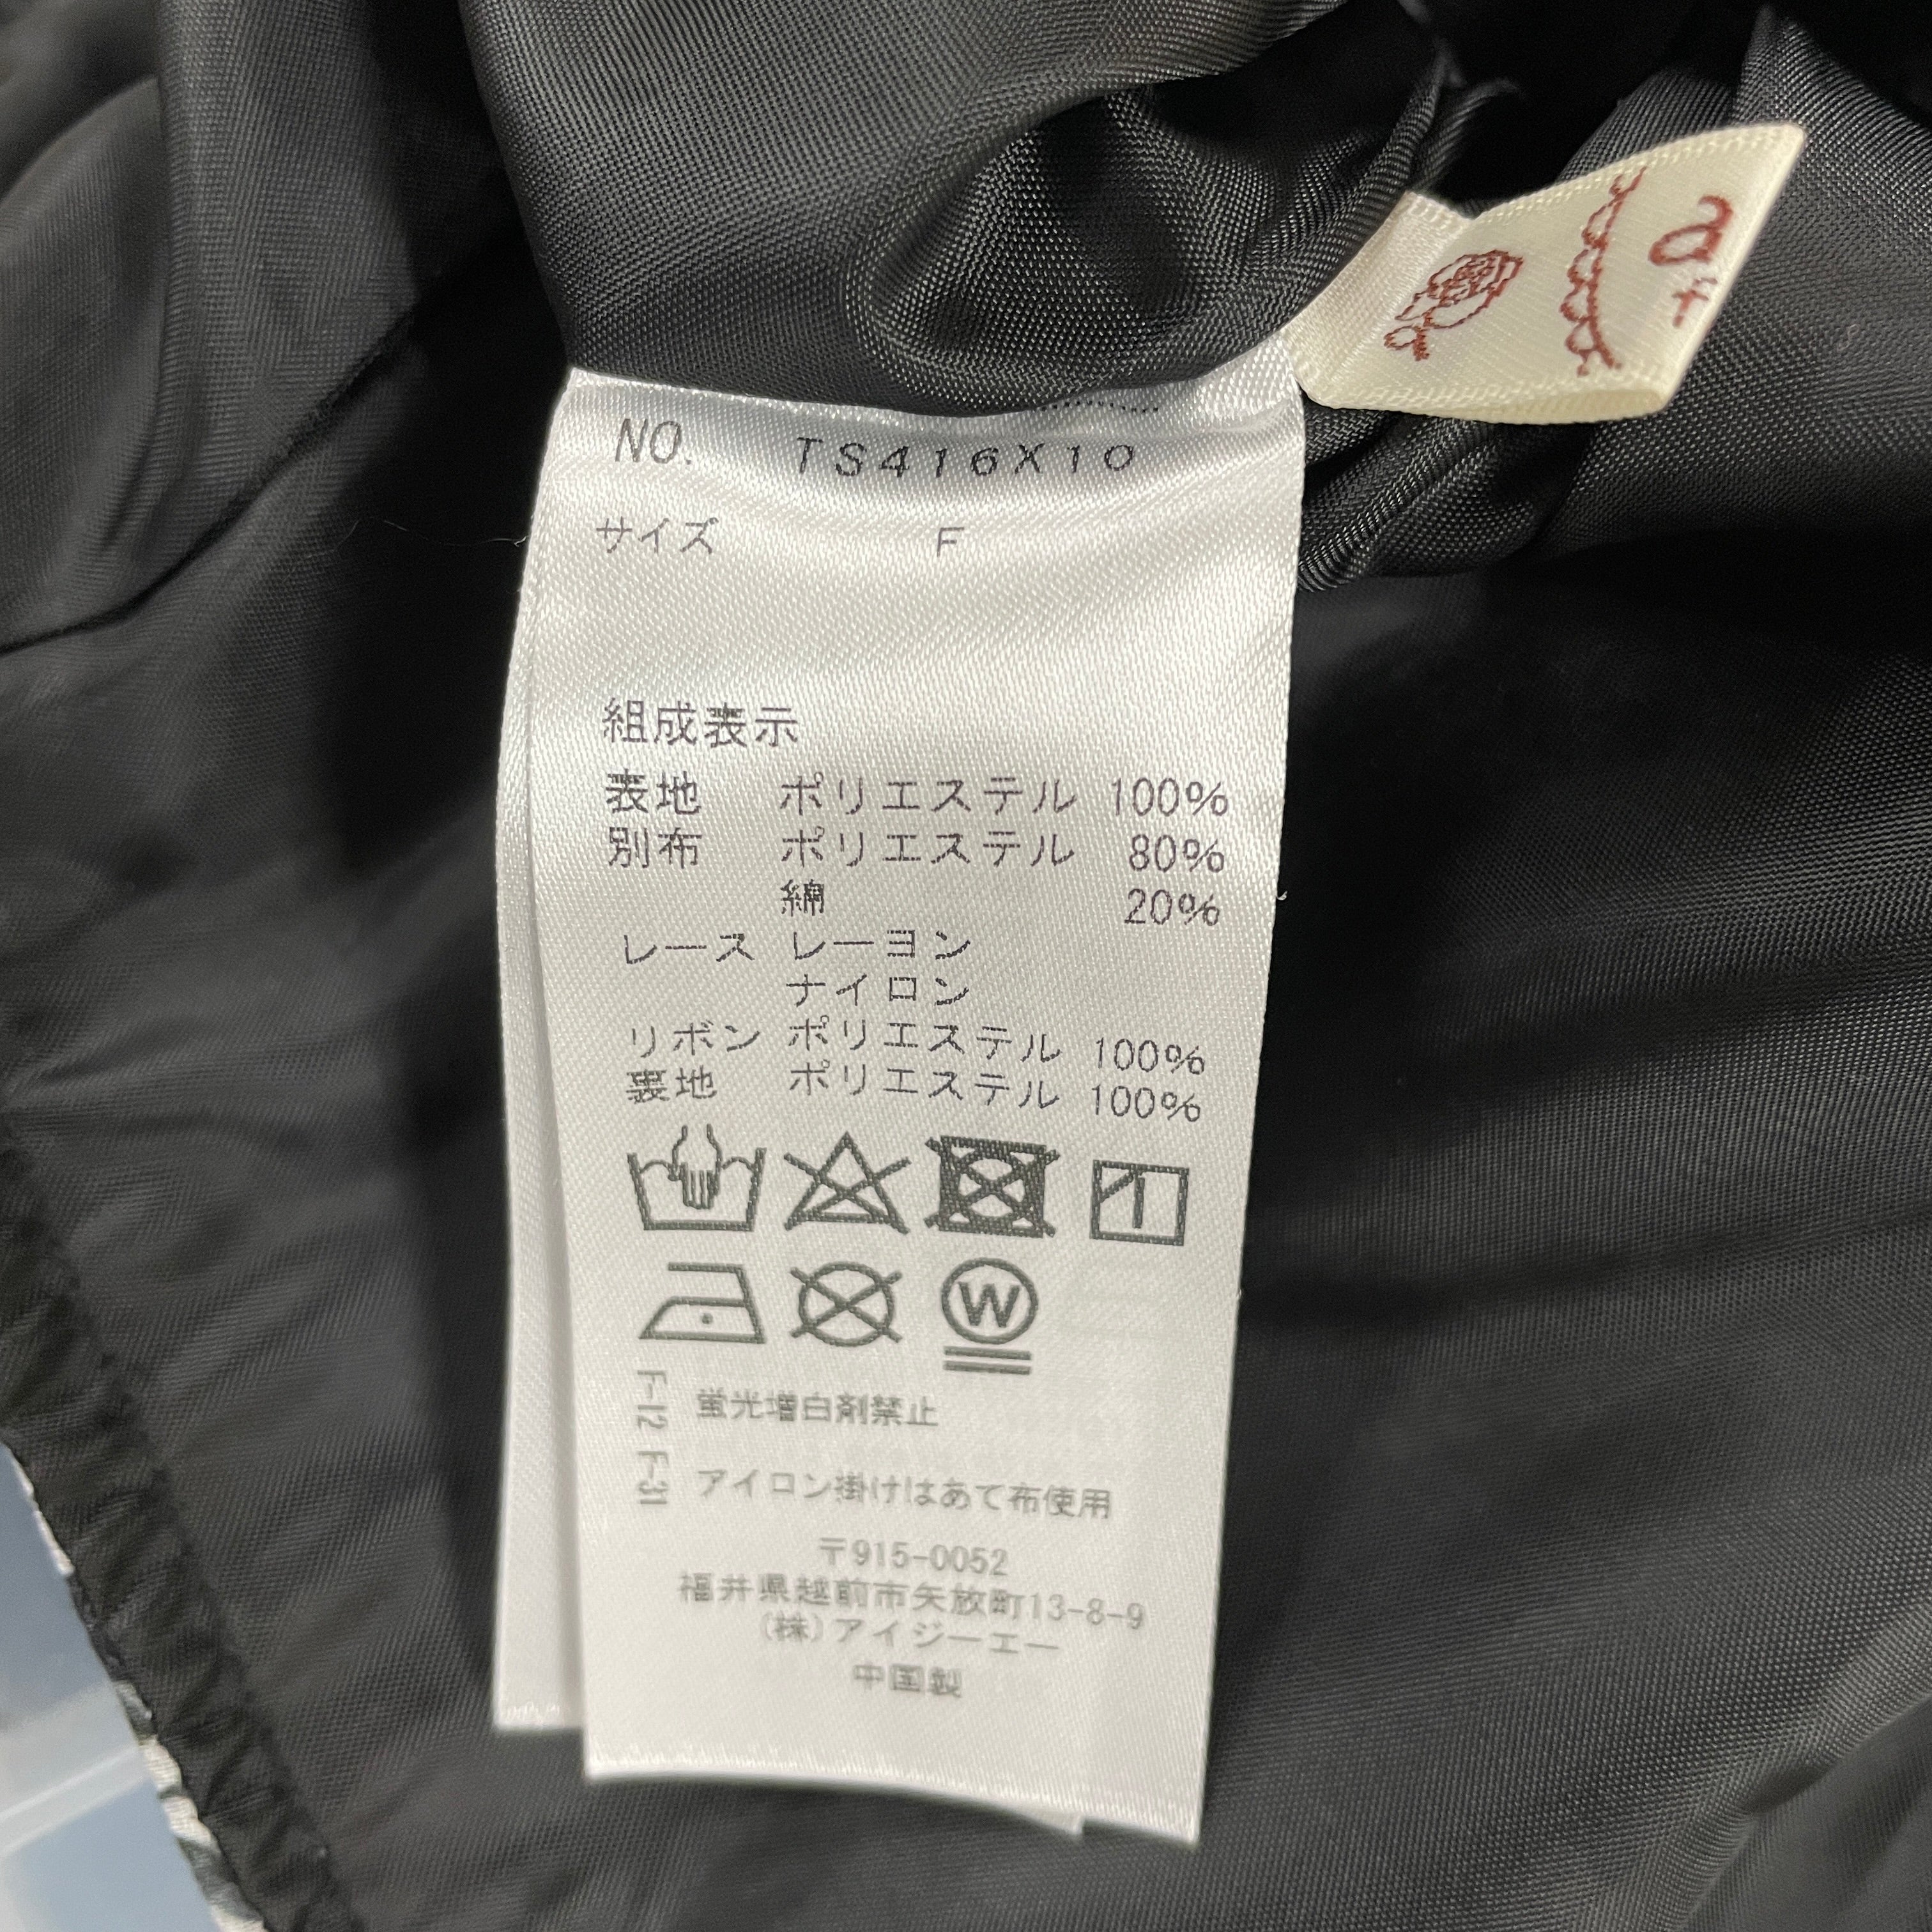 NO. TS416X10
サイズ F
組成表示
表地 ポリエステル 100%
別布 ポリエステル 80%
綿 20%
レース レーヨン
ナイロン
リボン ポリエステル 100%
裏地 ポリエステル 100%
W
F-12 蛍光増白剤禁止
F-31 アイロン掛けはあて布使用
〒915-0052
福井県越前市矢放町13-8-9
(株)アイジーエー
中国製
a
f